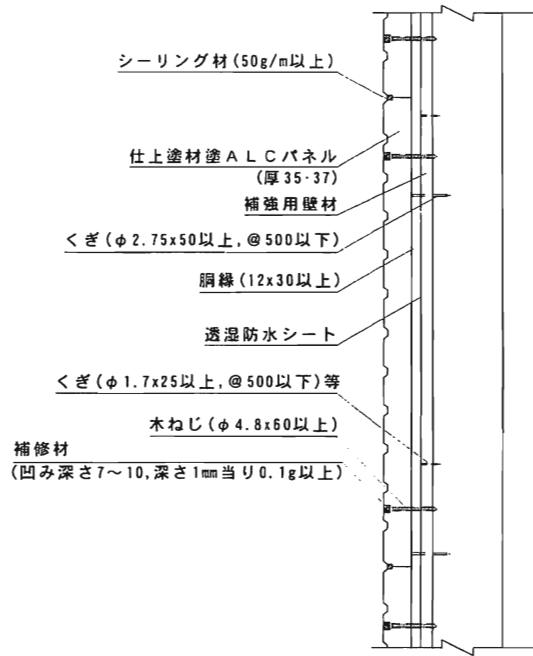 シーリング材(50g/m以上)
仕上塗材塗ALCパネル
(厚35・37)
補強用壁材
くぎ(φ2.75x50以上,@500以下)
胴縁(12x30以上)
透湿防水シート
くぎ(φ1.7x25以上,@500以下)等
木ねじ(φ4.8x60以上)
補修材
(凹み深さ7〜10,深さ1mm当り0.1g以上)